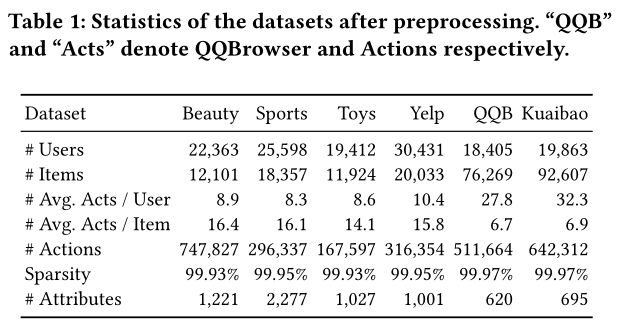 Table 1: Statistics of the datasets after preprocessing. “QQB”
and “Acts” denote QQBrowser and Actions respectively.
Dataset Beauty Sports Toys Yelp QQB Kuaibao
# Users 22,363 25,598 19,412 30,431 18,405 19,863
# Items 12,101 18,357 11,924 20,033 76,269 92,607
# Avg. Acts / User 8.9 8.3 8.6 10.4 27.8 32.3
# Avg. Acts / Item 16.4 16.1 14.1 15.8 6.7 6.9
# Actions 747,827 296,337 167,597 316,354 511,664 642,312
Sparsity 99.93% 99.95% 99.93% 99.95% 99.97% 99.97%
# Attributes 1,221 2,277 1,027 1,001 620 695